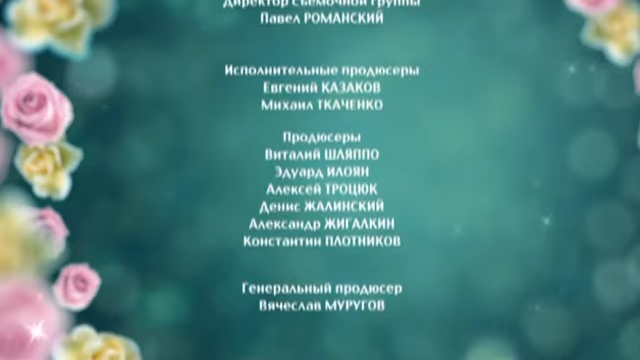 Директор съемочной группы
Павел РОМАНСКИЙ
Исполнительные продюсеры
Евгений КАЗАКОВ
Михаил ТКАЧЕНКО
Продюсеры
Виталий ШЛЯППО
Эдуард ИЛОЯН
Алексей ТРОЦЮК
Денис ЖАЛИНСКИЙ
Александр ЖИГАЛКИН
Константин ПЛОТНИКОВ
Генеральный продюсер
Вячеслав МУРУГОВ